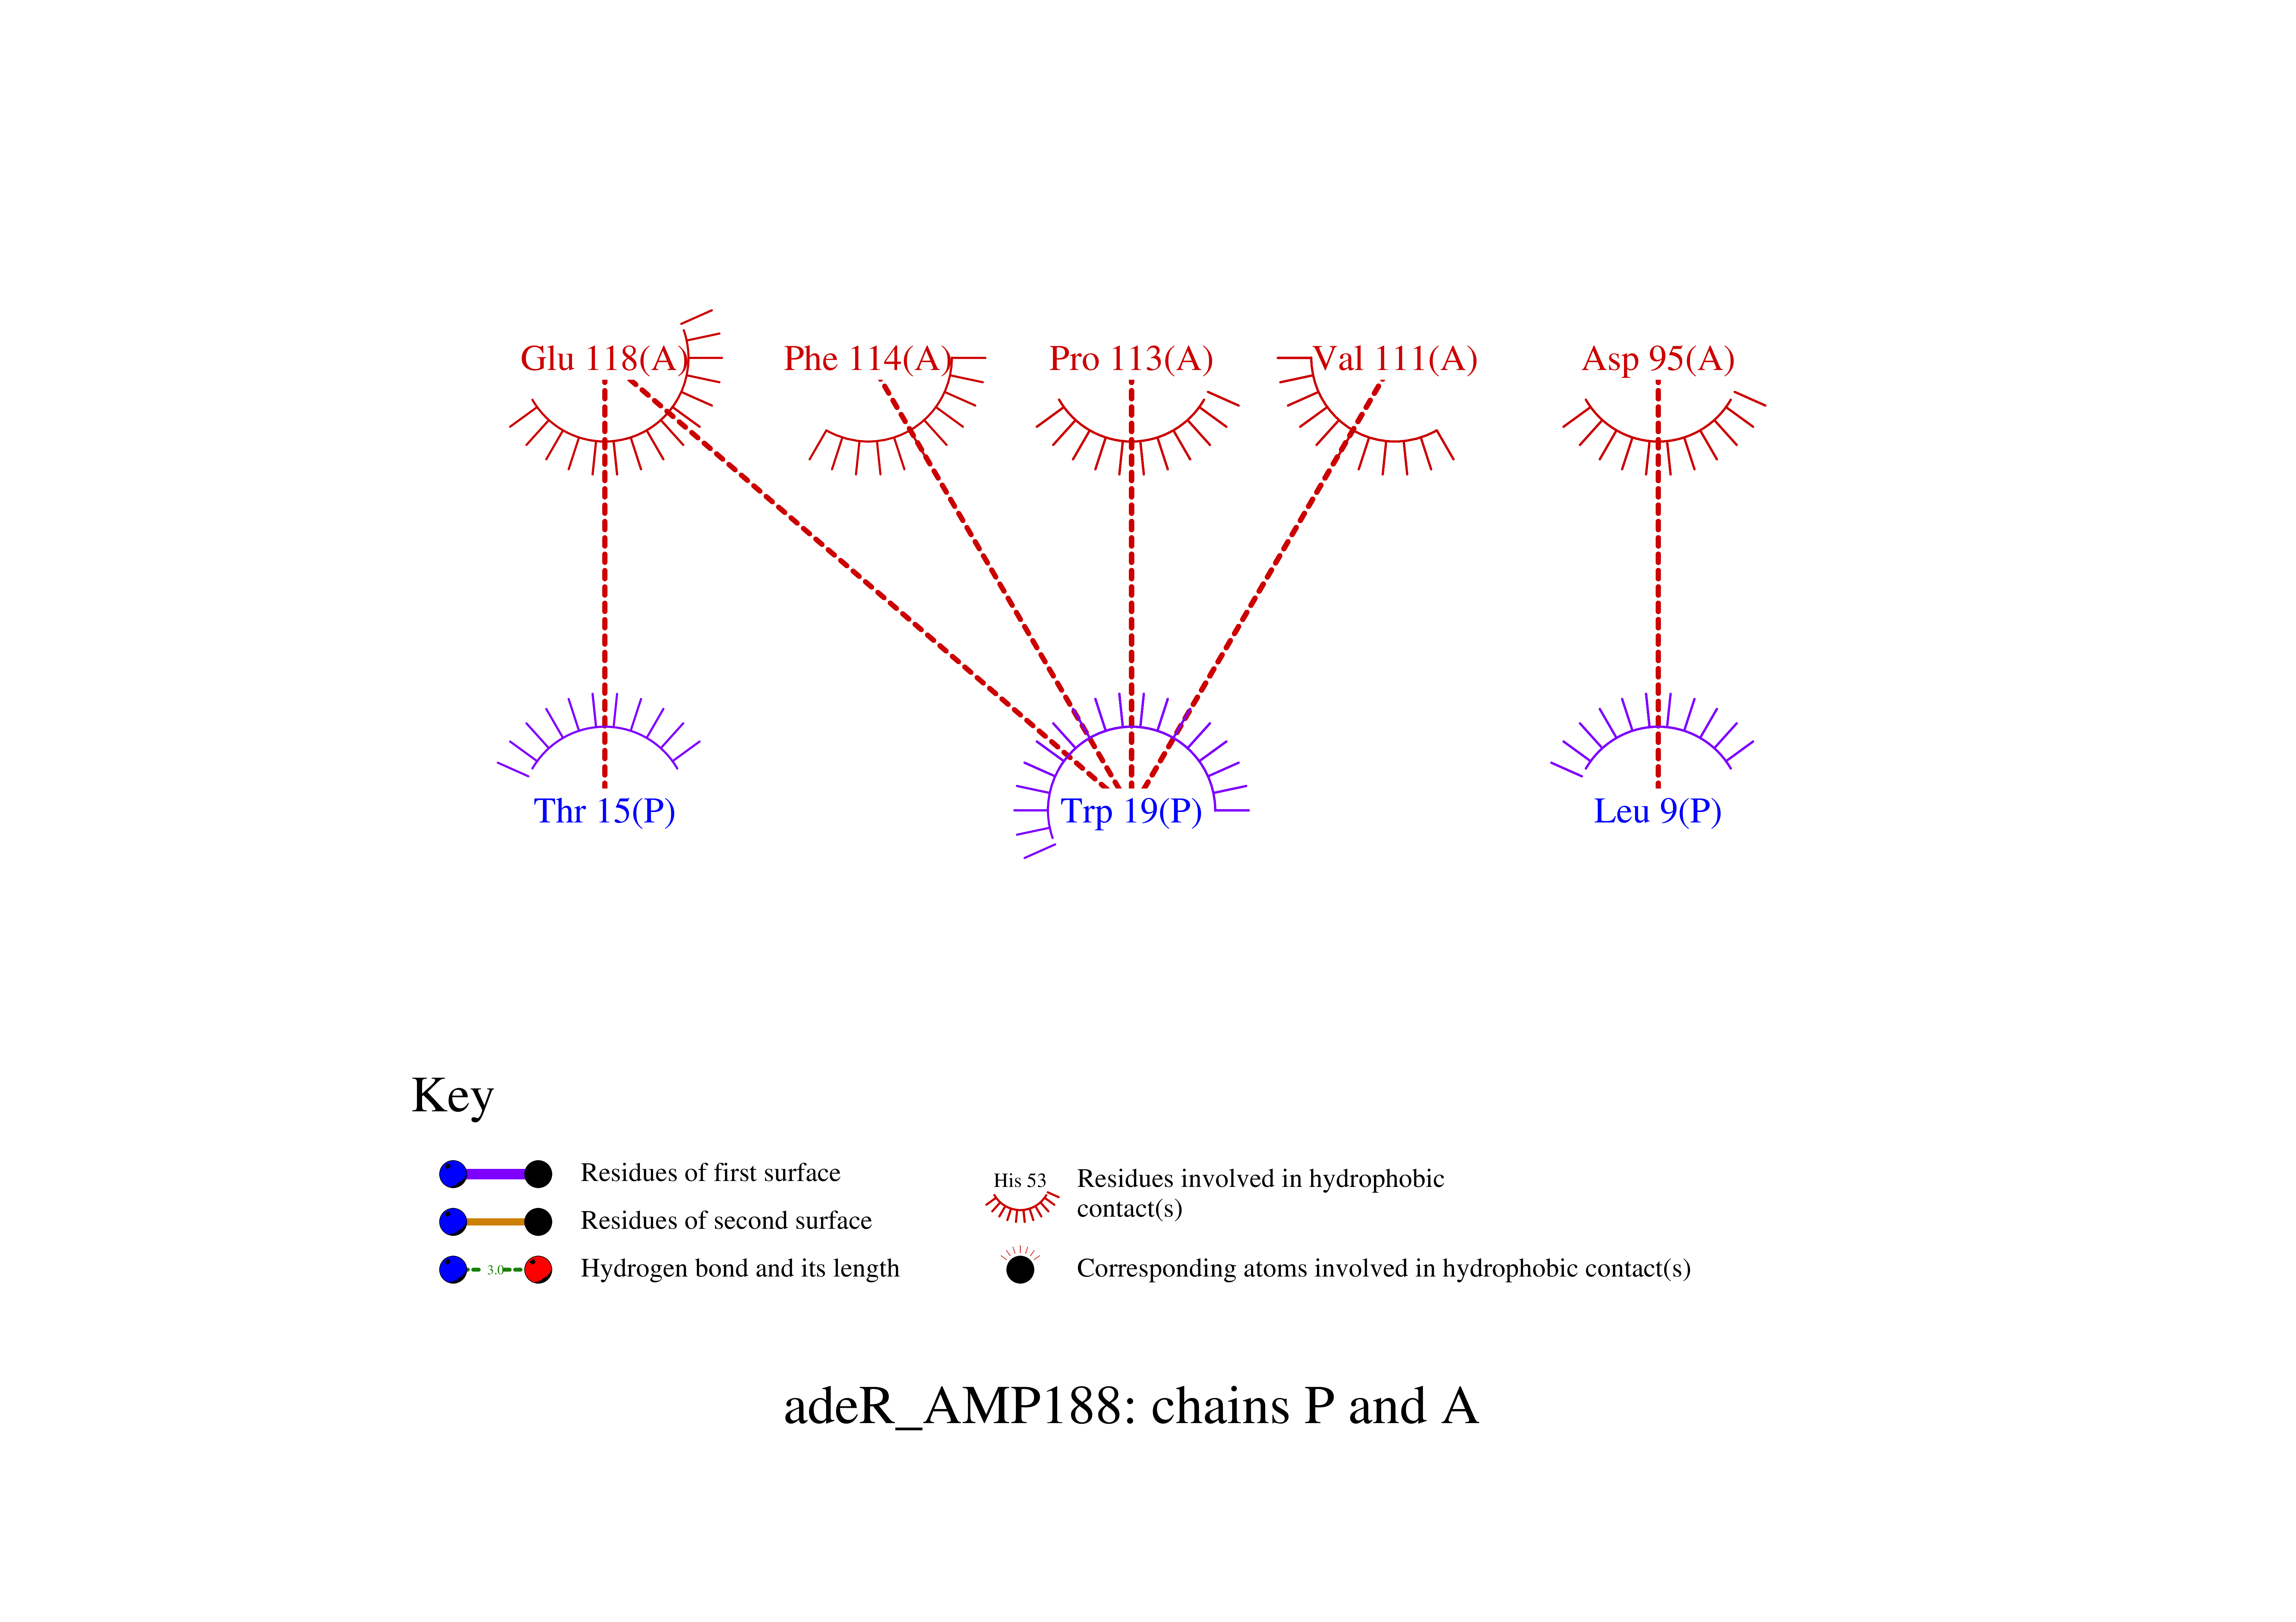 Glu 118(A) Phe 114(A) Pro 113(A) Val 111(A) Asp 95(A)
Thr 15(P) Trp 19(P) Leu 9(P)
Key
Residues of first surface
Residues of second surface
3.0 Hydrogen bond and its length
His 53 Residues involved in hydrophobic
contact(s)
Corresponding atoms involved in hydrophobic contact(s)
adeR_AMP188: chains P and A